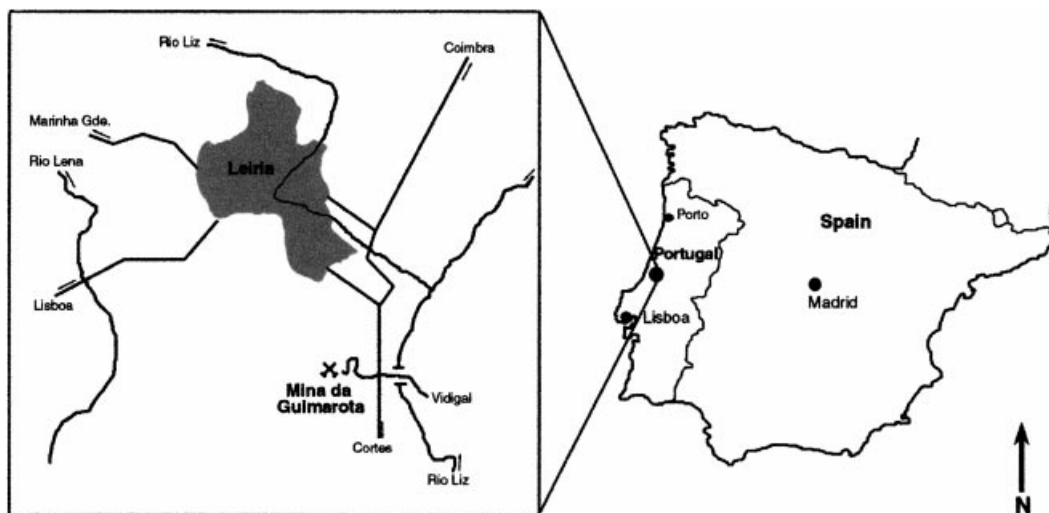 Rio Liz
Coimbra
Marinha Gde.
Rio Lena
Leiria
Lisboa
Mina da
Guimarota
Vidigal
Cortes
Rio Liz
Porto
Spain
Portugal
Madrid
Lisboa
N